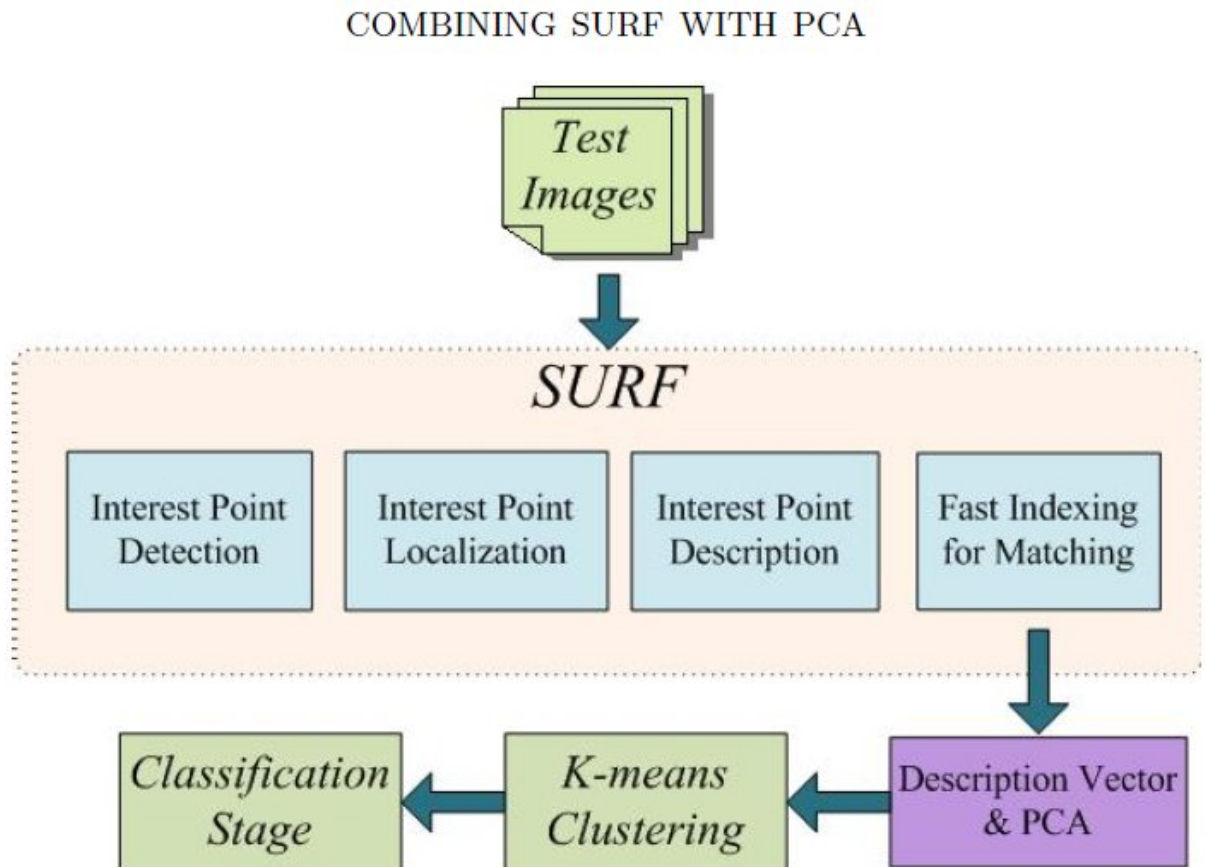 COMBINING SURF WITH PCA
Test
Images
SURF
Interest Point
Detection
Interest Point
Localization
Interest Point
Description
Fast Indexing
for Matching
Classification
Stage
K-means
Clustering
Description Vector
& PCA